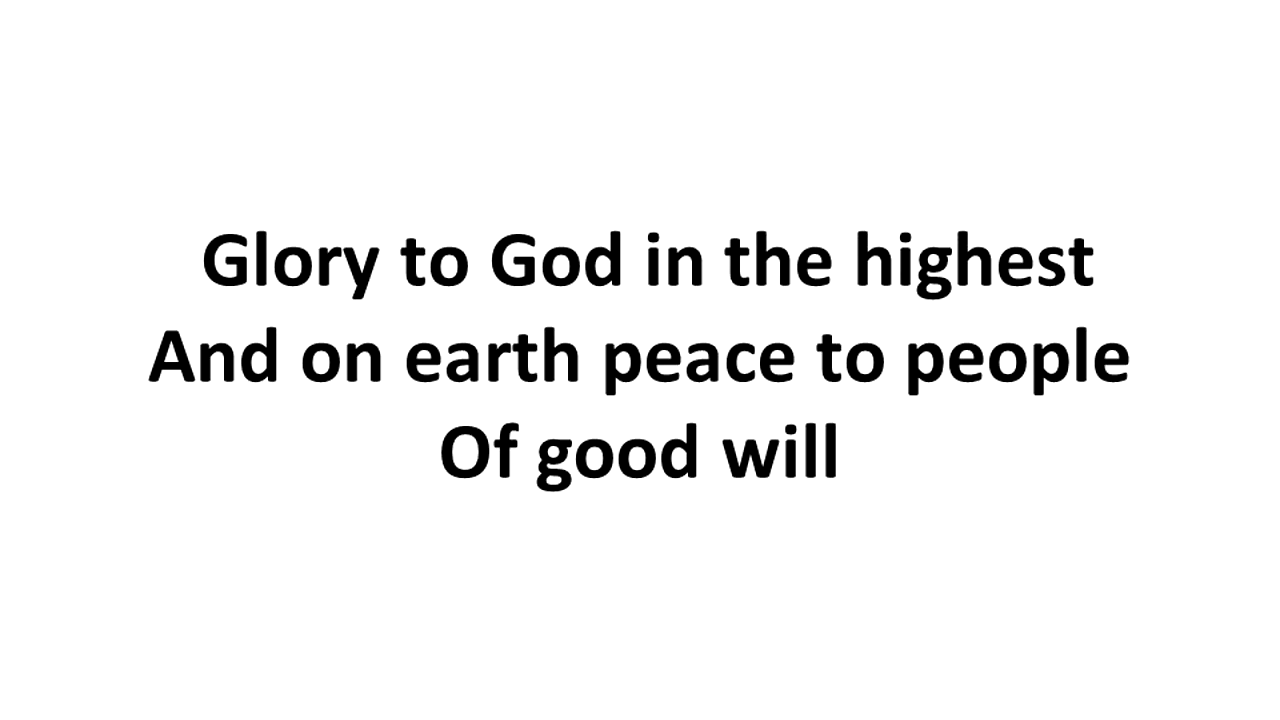 Glory to God in the highest
And on earth peace to people
Of good will